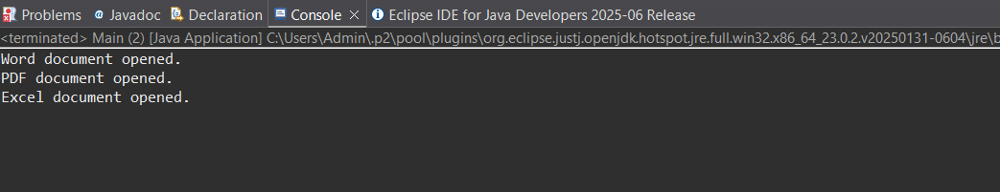 Problems @ Javadoc Declaration Console Eclipse IDE for Java Developers 2025-06 Release
<terminated> Main (2) [Java Application] C:\Users\Admin\.p2\pool\plugins\org.eclipse.justj.openjdk.hotspot.jre.full.win32.x86_64_23.0.2.v20250131-0604\jre\b
Word document opened.
PDF document opened.
Excel document opened.